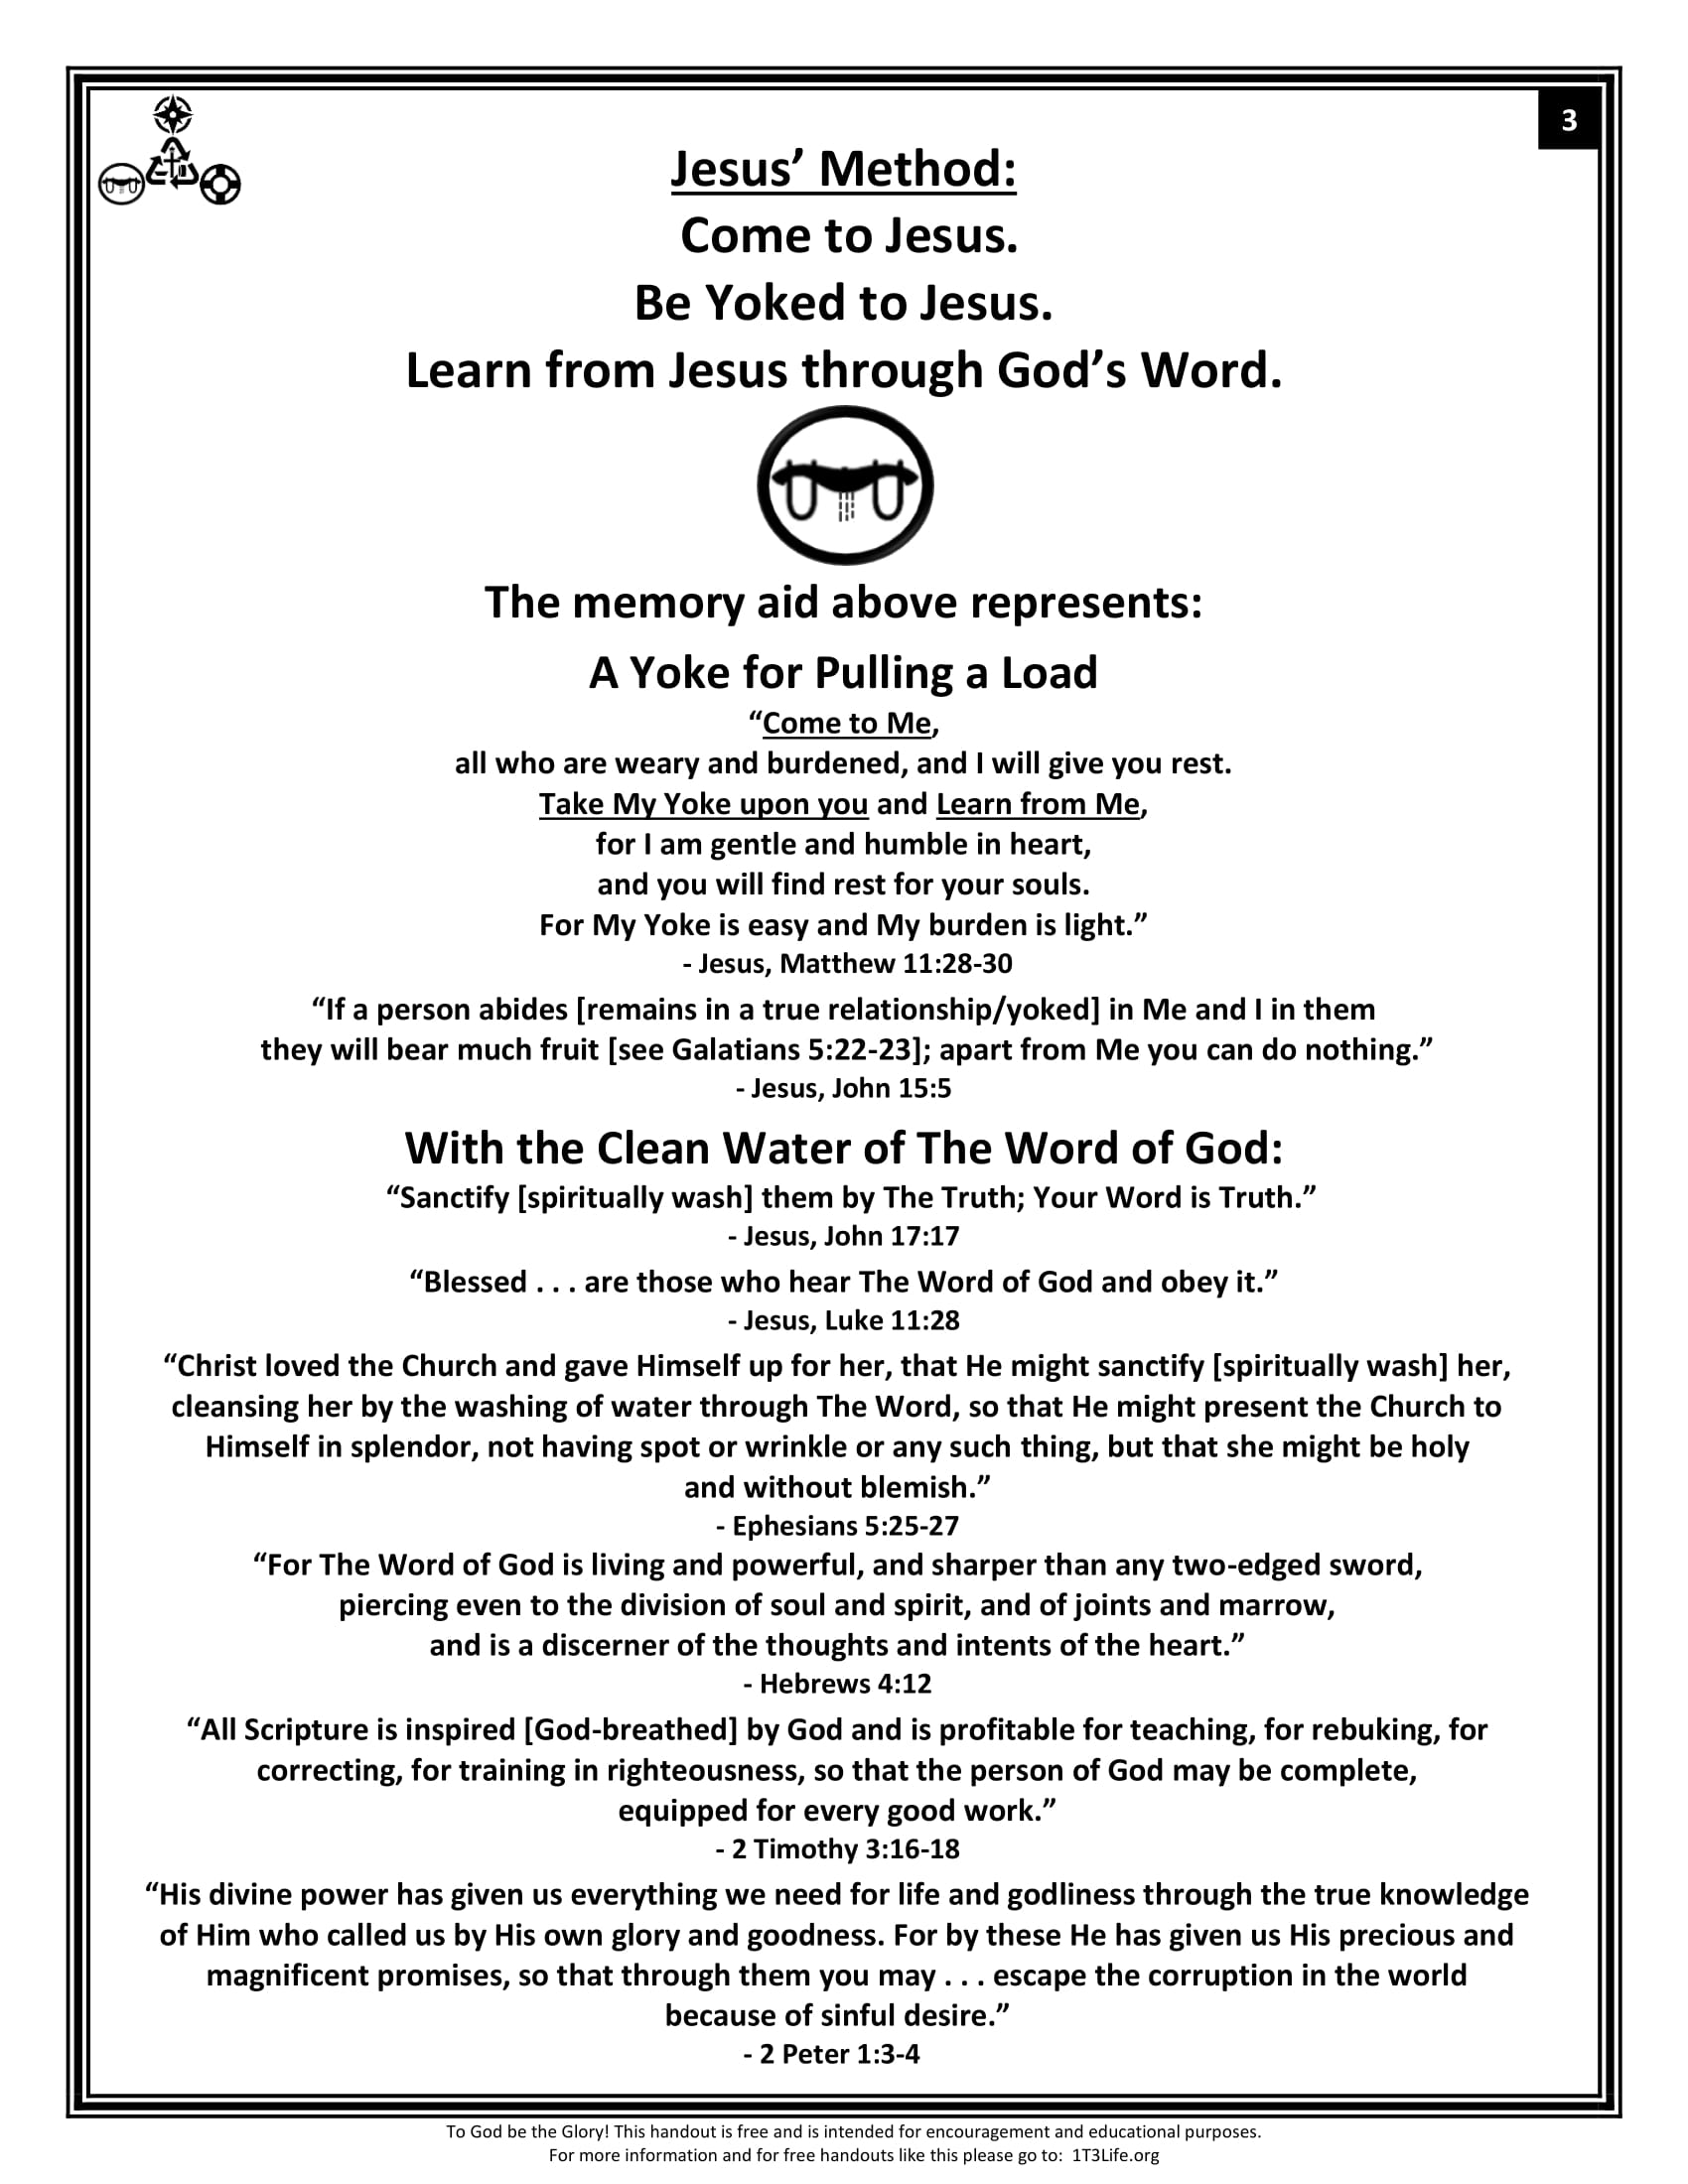 3
Jesus’ Method:
Come to Jesus.
Be Yoked to Jesus.
Learn from Jesus through God’s Word.
The memory aid above represents:
A Yoke for Pulling a Load
“Come to Me,
all who are weary and burdened, and I will give you rest.
Take My Yoke upon you and Learn from Me,
for I am gentle and humble in heart,
and you will find rest for your souls.
For My Yoke is easy and My burden is light.”
- Jesus, Matthew 11:28-30
“If a person abides [remains in a true relationship/yoked] in Me and I in them
they will bear much fruit [see Galatians 5:22-23]; apart from Me you can do nothing.”
- Jesus, John 15:5
With the Clean Water of The Word of God:
“Sanctify [spiritually wash] them by The Truth; Your Word is Truth.”
- Jesus, John 17:17
“Blessed . . . are those who hear The Word of God and obey it.”
- Jesus, Luke 11:28
“Christ loved the Church and gave Himself up for her, that He might sanctify [spiritually wash] her,
cleansing her by the washing of water through The Word, so that He might present the Church to
Himself in splendor, not having spot or wrinkle or any such thing, but that she might be holy
and without blemish.”
- Ephesians 5:25-27
“For The Word of God is living and powerful, and sharper than any two-edged sword,
piercing even to the division of soul and spirit, and of joints and marrow,
and is a discerner of the thoughts and intents of the heart.”
- Hebrews 4:12
“All Scripture is inspired [God-breathed] by God and is profitable for teaching, for rebuking, for
correcting, for training in righteousness, so that the person of God may be complete,
equipped for every good work.”
- 2 Timothy 3:16-18
“His divine power has given us everything we need for life and godliness through the true knowledge
of Him who called us by His own glory and goodness. For by these He has given us His precious and
magnificent promises, so that through them you may . . . escape the corruption in the world
because of sinful desire.”
- 2 Peter 1:3-4
To God be the Glory! This handout is free and is intended for encouragement and educational purposes.
For more information and for free handouts like this please go to:  1T3Life.org